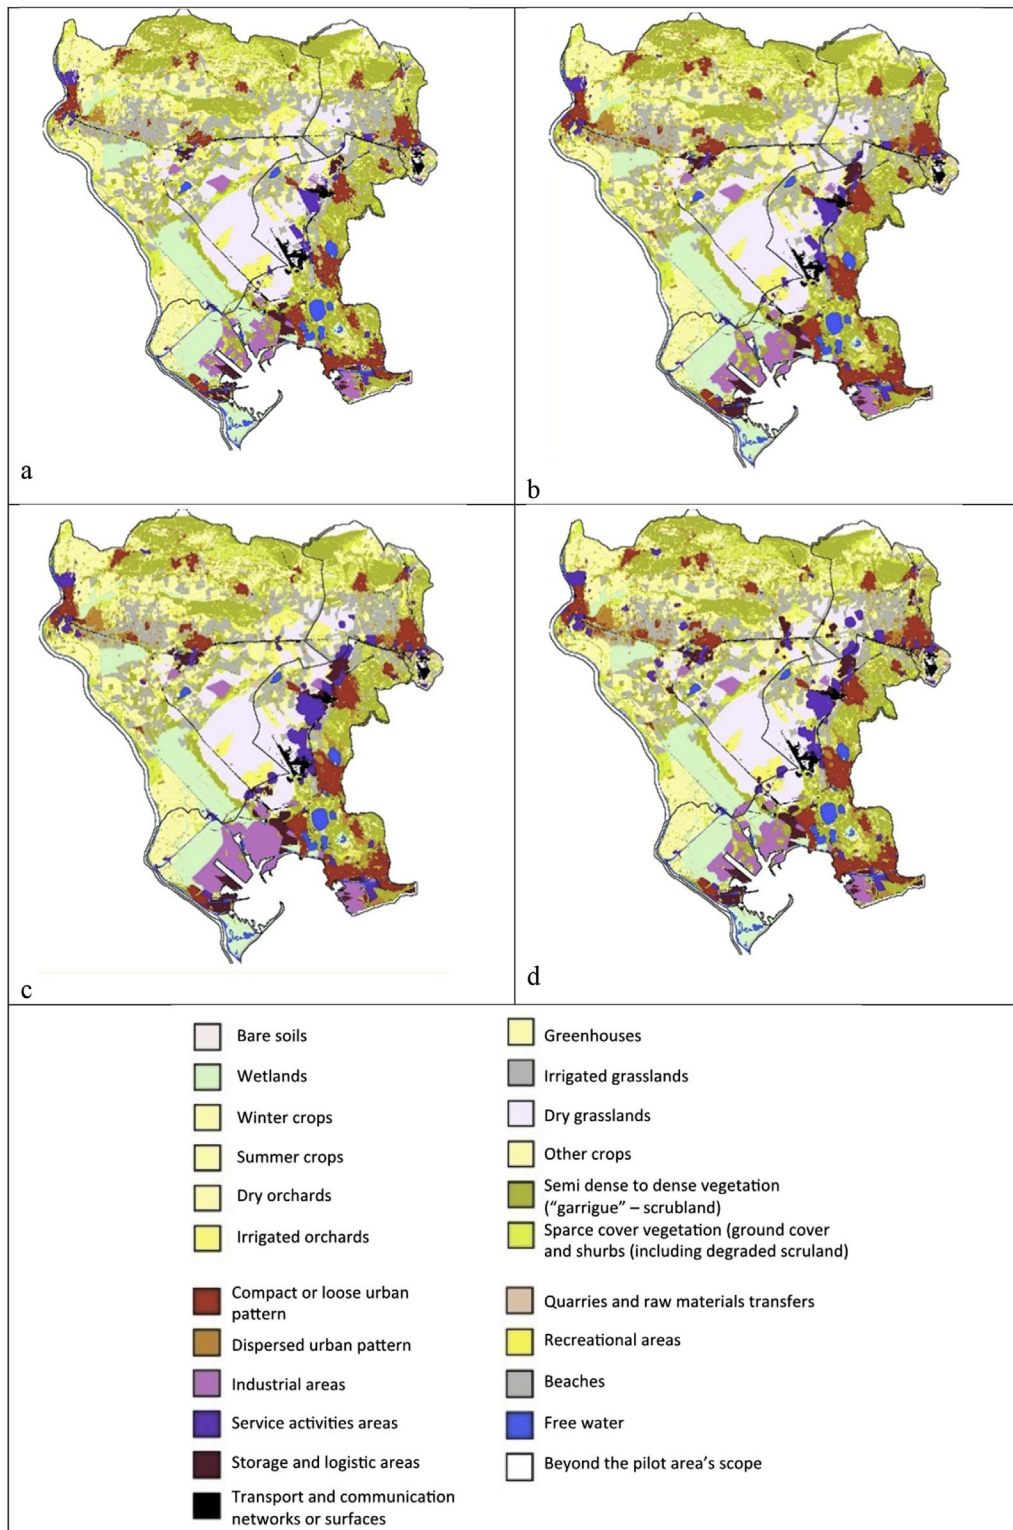 a
b
c
d
Bare soils
Wetlands
Winter crops
Summer crops
Dry orchards
Irrigated orchards
Greenhouses
Irrigated grasslands
Dry grasslands
Other crops
Semi dense to dense vegetation
(“garrigue” – scrubland)
Sparce cover vegetation (ground cover
and shurbs (including degraded scruland)
Compact or loose urban
pattern
Dispersed urban pattern
Industrial areas
Service activities areas
Storage and logistic areas
Transport and communication
networks or surfaces
Quarries and raw materials transfers
Recreational areas
Beaches
Free water
Beyond the pilot area’s scope